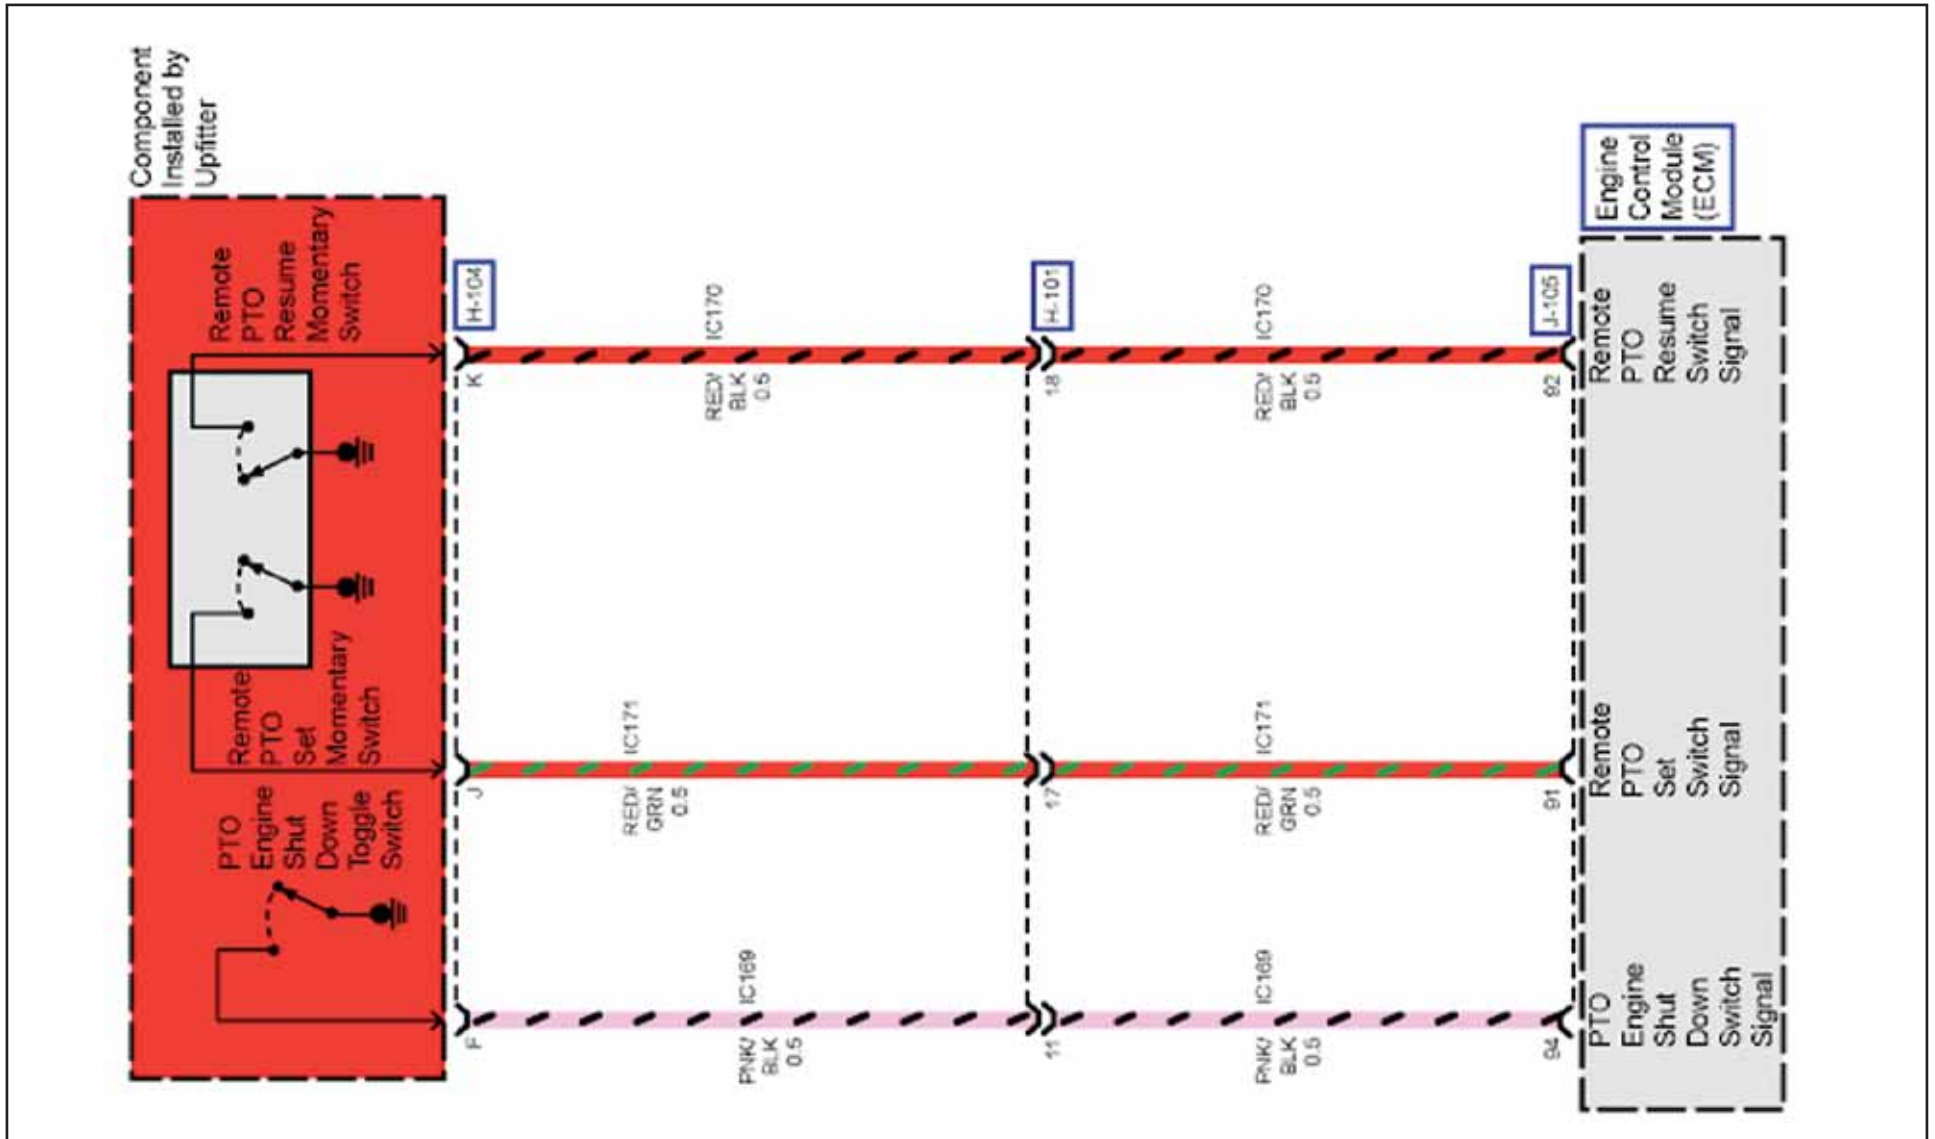 Component
Installed by
Upfitter
PTO
Engine
Shut
Down
Toggle
Switch
Remote
PTO
Set
Momentary
Switch
Remote
PTO
Resume
Momentary
Switch
F
J
K
H-104
PNK/
BLK
0.5
IC169
RED/
GRN
0.5
IC171
RED/
BLK
0.5
IC170
11
17
18
H-101
PNK/
BLK
0.5
IC169
RED/
GRN
0.5
IC171
RED/
BLK
0.5
IC170
94
91
92
J-105
PTO
Engine
Shut
Down
Switch
Signal
Remote
PTO
Set
Switch
Signal
Remote
PTO
Resume
Switch
Signal
Engine
Control
Module
(ECM)